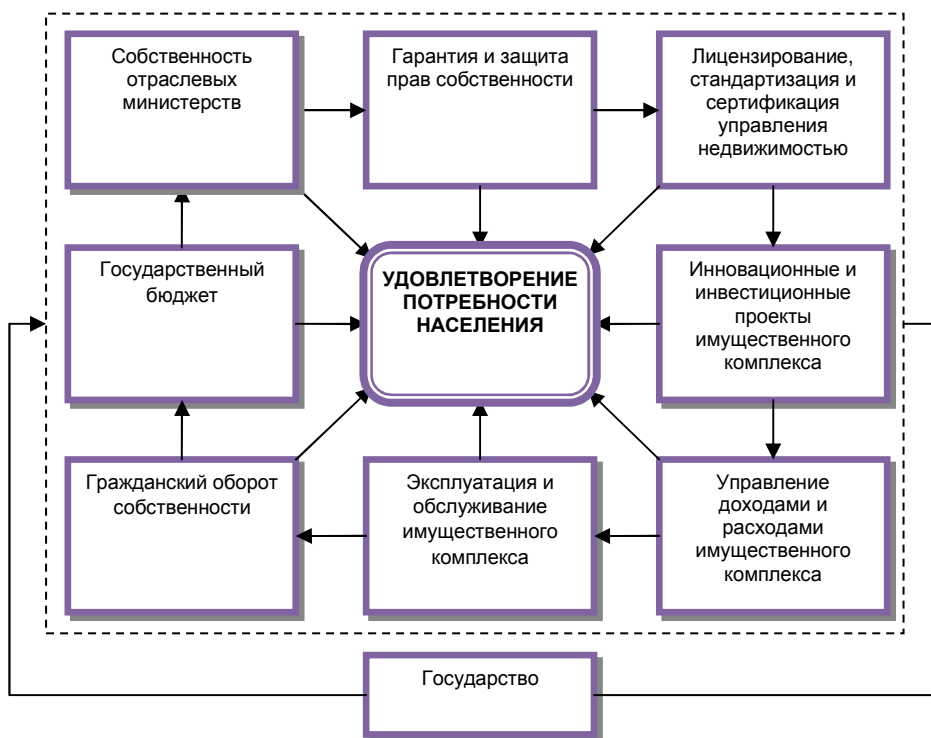 Собственность
отраслевых
министерств
Гарантия и защита
прав собственности
Лицензирование,
стандартизация и
сертификация
управления
недвижимостью
Государственный
бюджет
УДОВЛЕТВОРЕНИЕ
ПОТРЕБНОСТИ
НАСЕЛЕНИЯ
Инновационные и
инвестиционные
проекты
имущественного
комплекса
Гражданский оборот
собственности
Эксплуатация и
обслуживание
имущественного
комплекса
Управление
доходами и
расходами
имущественного
комплекса
Государство